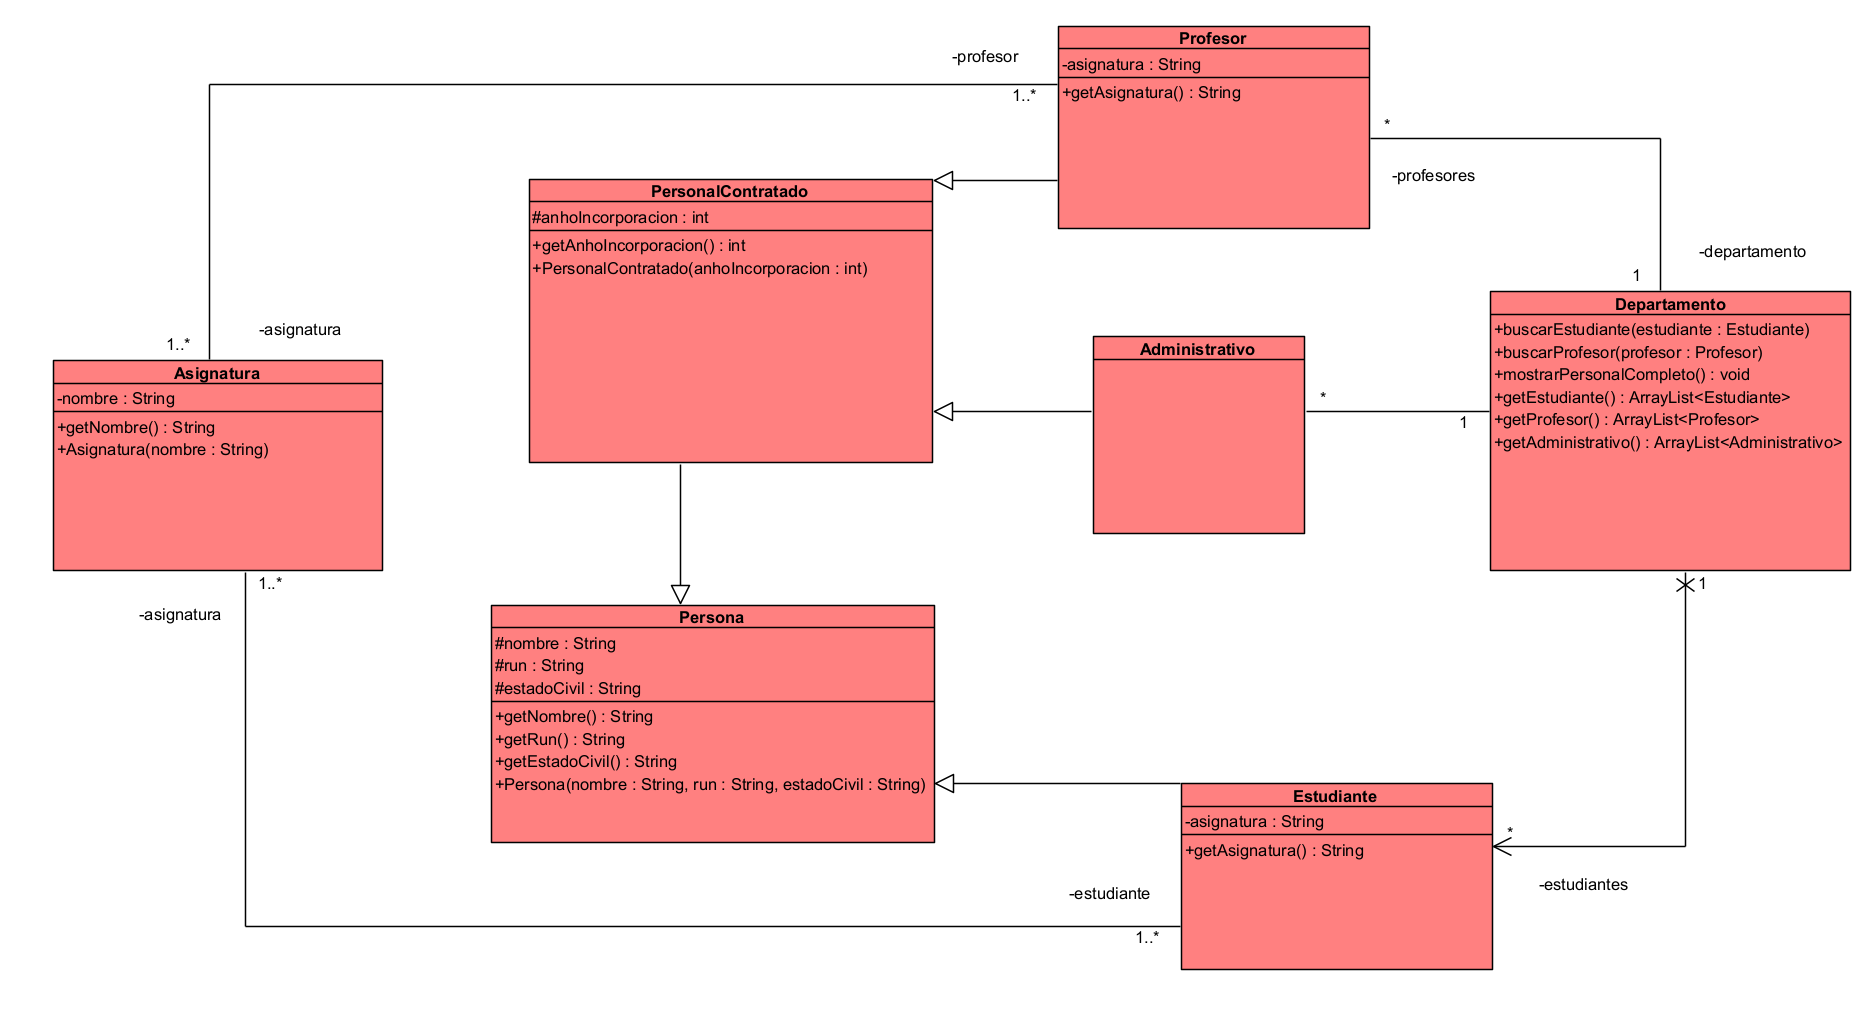 Profesor
-asignatura : String
+getAsignatura() : String
-profesor
1..*
*
-profesores
PersonalContratado
#anhoIncorporacion : int
+getAnhoIncorporacion() : int
+PersonalContratado(anhoIncorporacion : int)
-departamento
1
Departamento
+buscarEstudiante(estudiante : Estudiante)
+buscarProfesor(profesor : Profesor)
+mostrarPersonalCompleto() : void
+getEstudiante() : ArrayList<Estudiante>
+getProfesor() : ArrayList<Profesor>
+getAdministrativo() : ArrayList<Administrativo>
-asignatura
1..*
Asignatura
-nombre : String
+getNombre() : String
+Asignatura(nombre : String)
Administrativo
*
1
1..*
-asignatura
1
Persona
#nombre : String
#run : String
#estadoCivil : String
+getNombre() : String
+getRun() : String
+getEstadoCivil() : String
+Persona(nombre : String, run : String, estadoCivil : String)
Estudiante
-asignatura : String
+getAsignatura() : String
*
-estudiantes
-estudiante
1..*